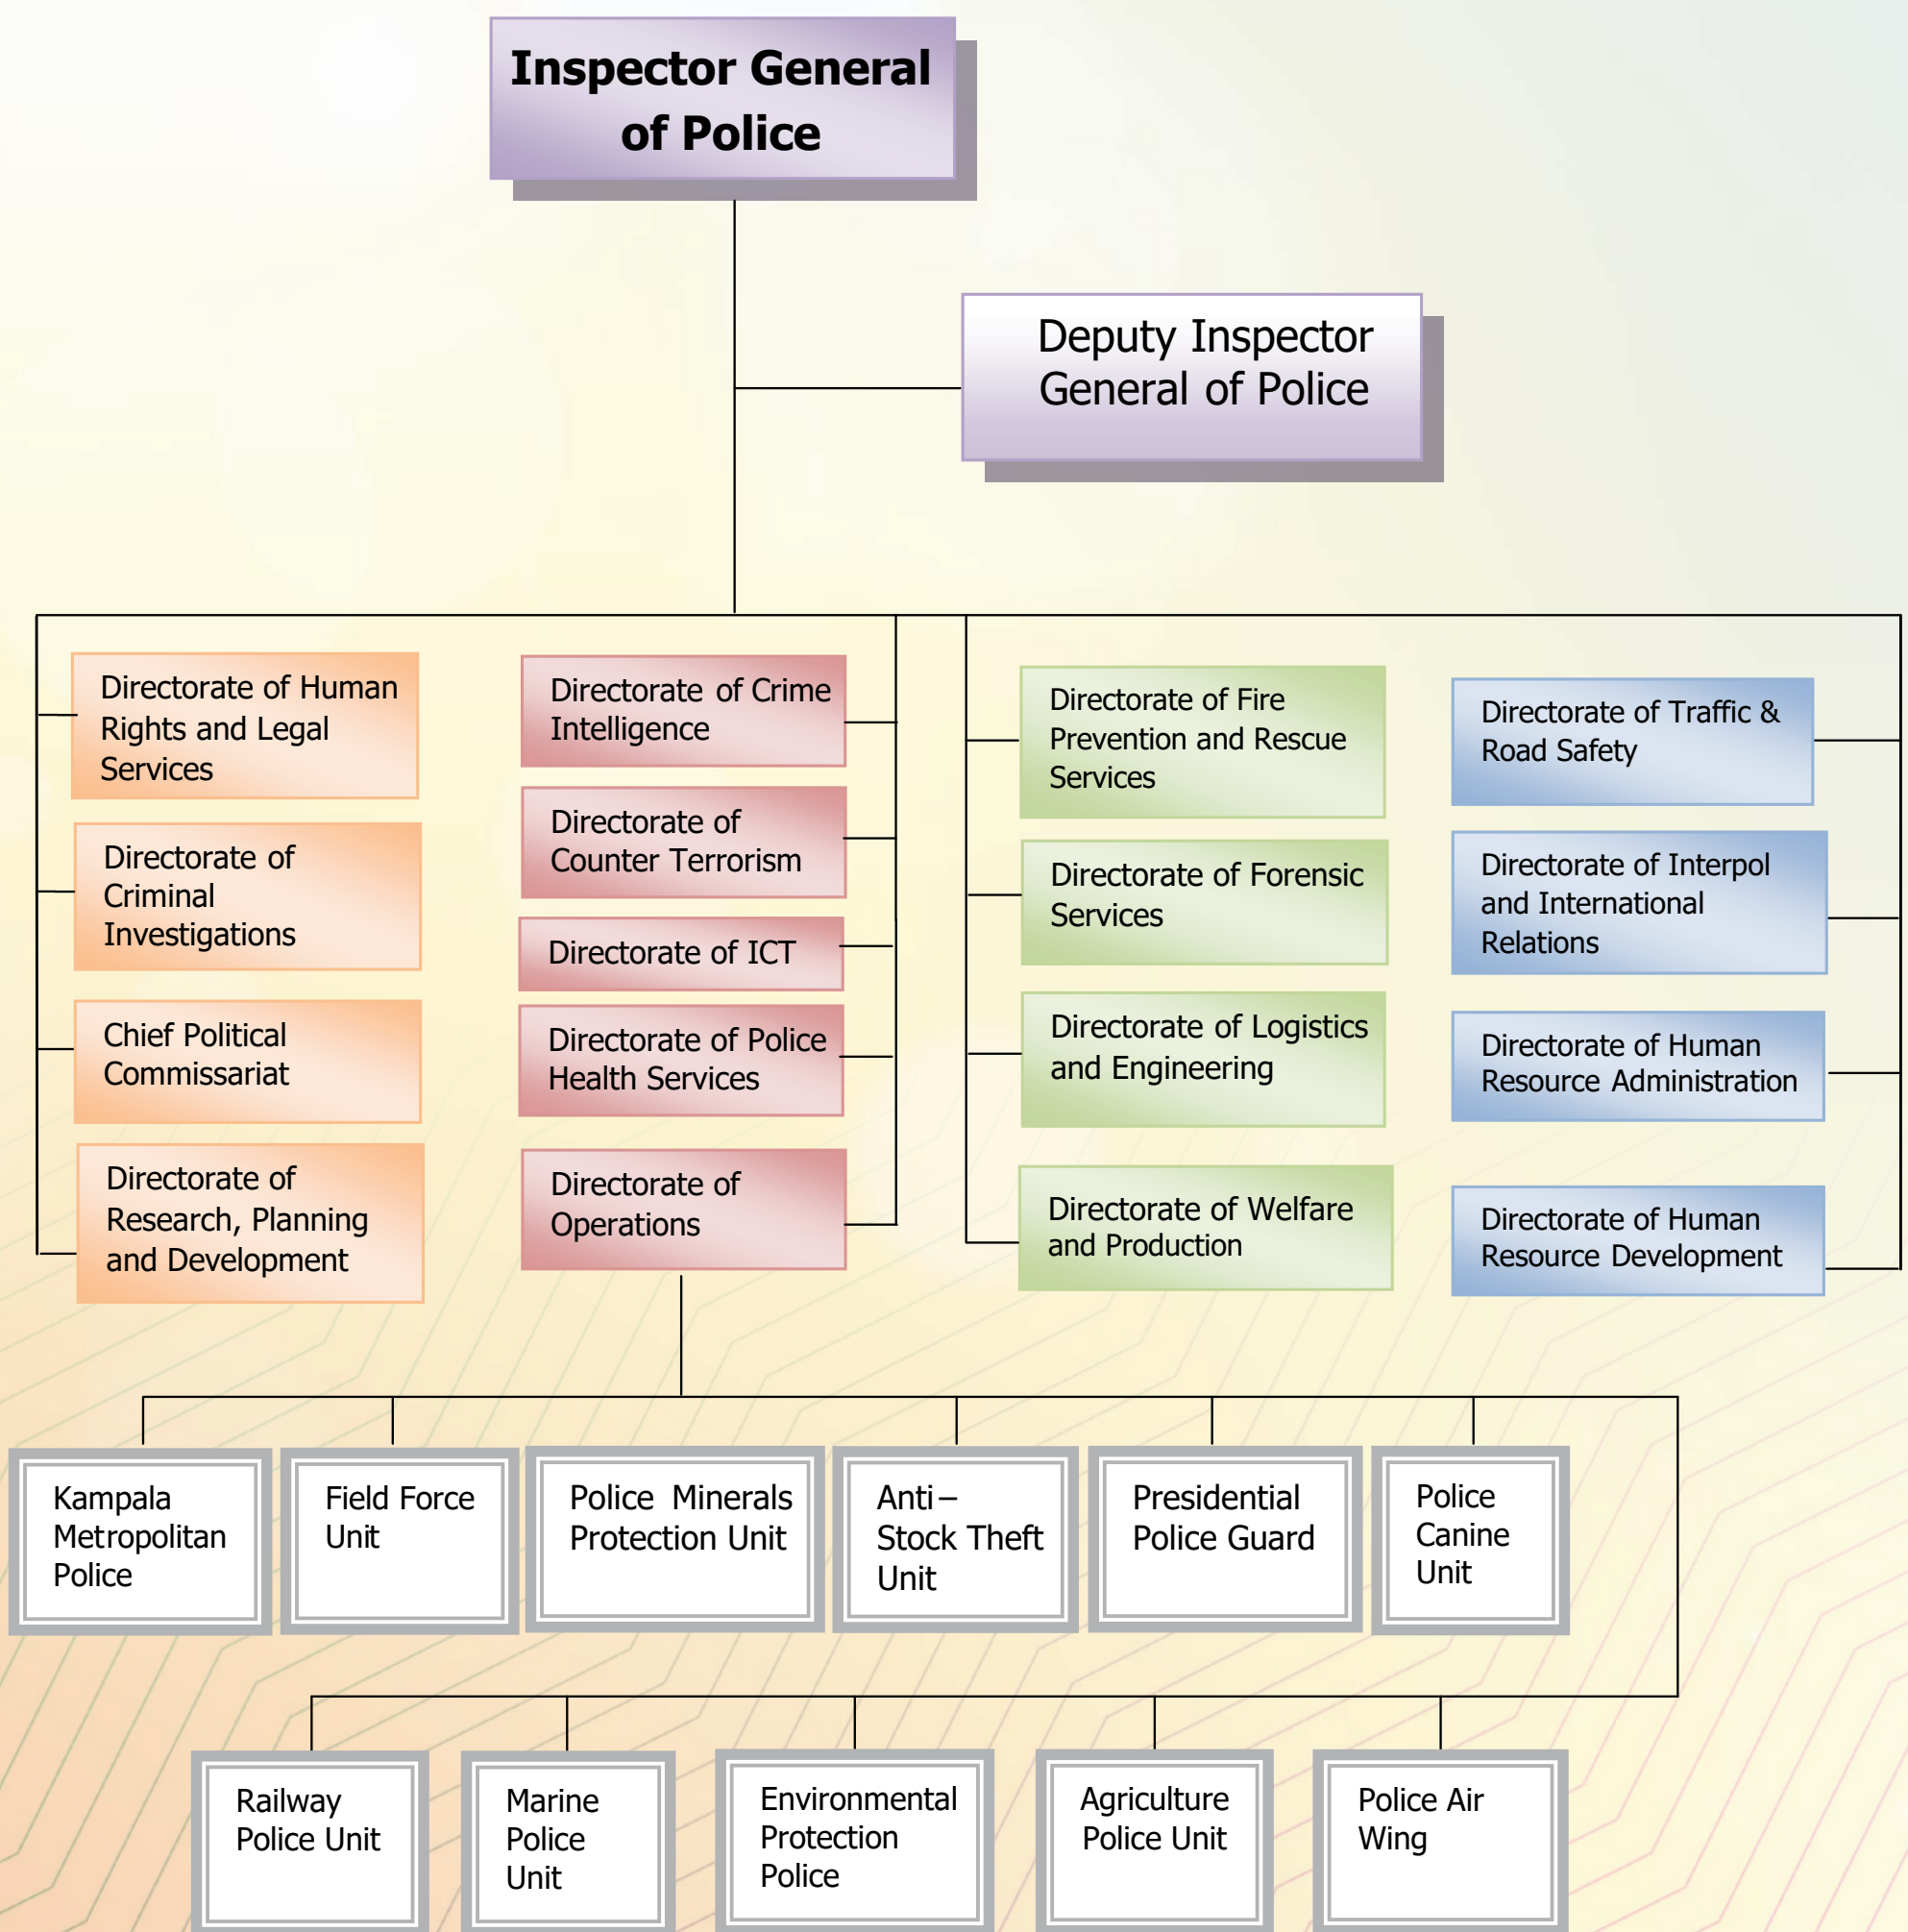 Inspector General
of Police
Deputy Inspector
General of Police
Directorate of Human
Rights and Legal
Services
Directorate of
Criminal
Investigations
Chief Political
Commissariat
Directorate of
Research, Planning
and Development
Directorate of Crime
Intelligence
Directorate of
Counter Terrorism
Directorate of ICT
Directorate of Police
Health Services
Directorate of
Operations
Directorate of Fire
Prevention and Rescue
Services
Directorate of Forensic
Services
Directorate of Logistics
and Engineering
Directorate of Welfare
and Production
Directorate of Traffic &
Road Safety
Directorate of Interpol
and International
Relations
Directorate of Human
Resource Administration
Directorate of Human
Resource Development
Kampala
Metropolitan
Police
Field Force
Unit
Police Minerals
Protection Unit
Anti–
Stock Theft
Unit
Presidential
Police Guard
Police
Canine
Unit
Railway
Police Unit
Marine
Police
Unit
Environmental
Protection
Police
Agriculture
Police Unit
Police Air
Wing